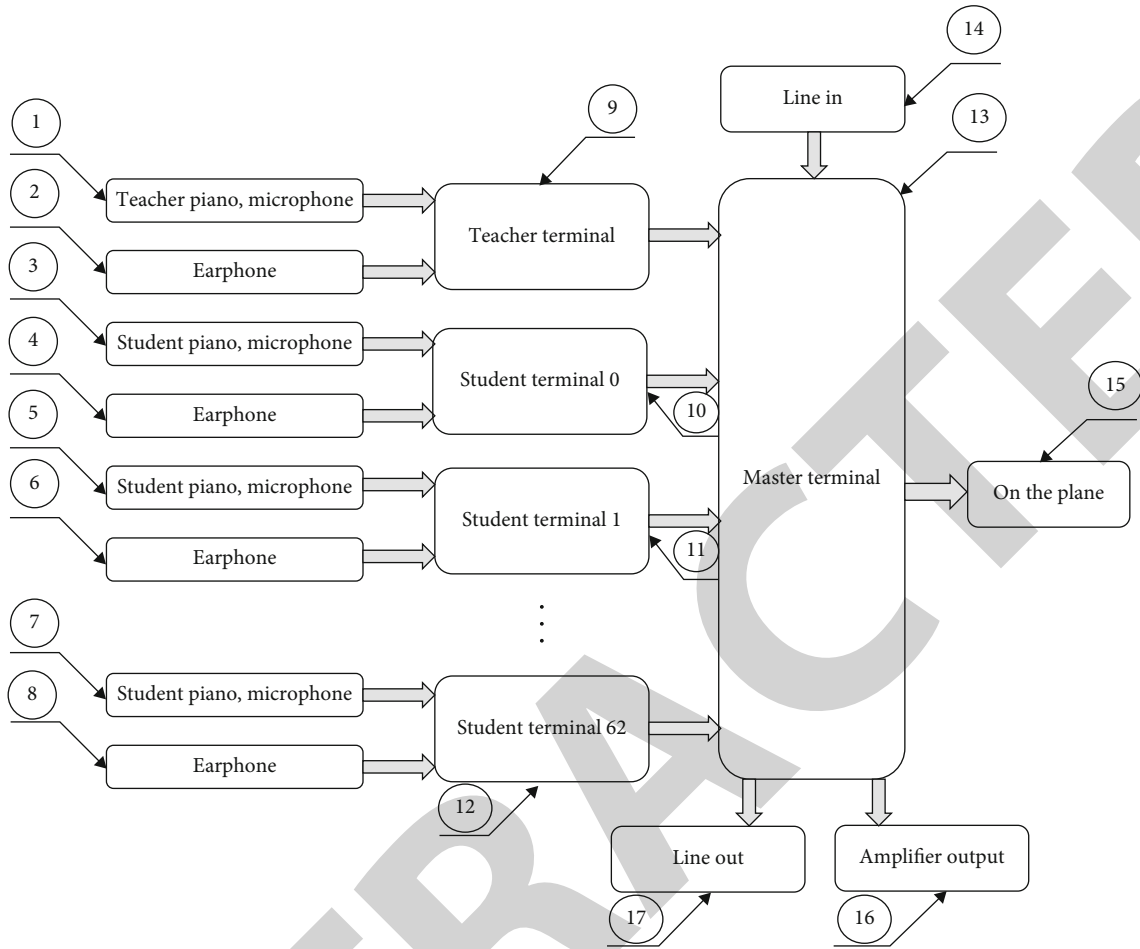 14
Line in
13
1
9
Teacher piano, microphone
2
Teacher terminal
Earphone
3
Student piano, microphone
4
Student terminal 0
Earphone
10
5
15
Student piano, microphone
6
Student terminal 1
Master terminal
On the plane
Earphone
11
7
Student piano, microphone
8
Student terminal 62
Earphone
12
Line out
Amplifier output
17
16